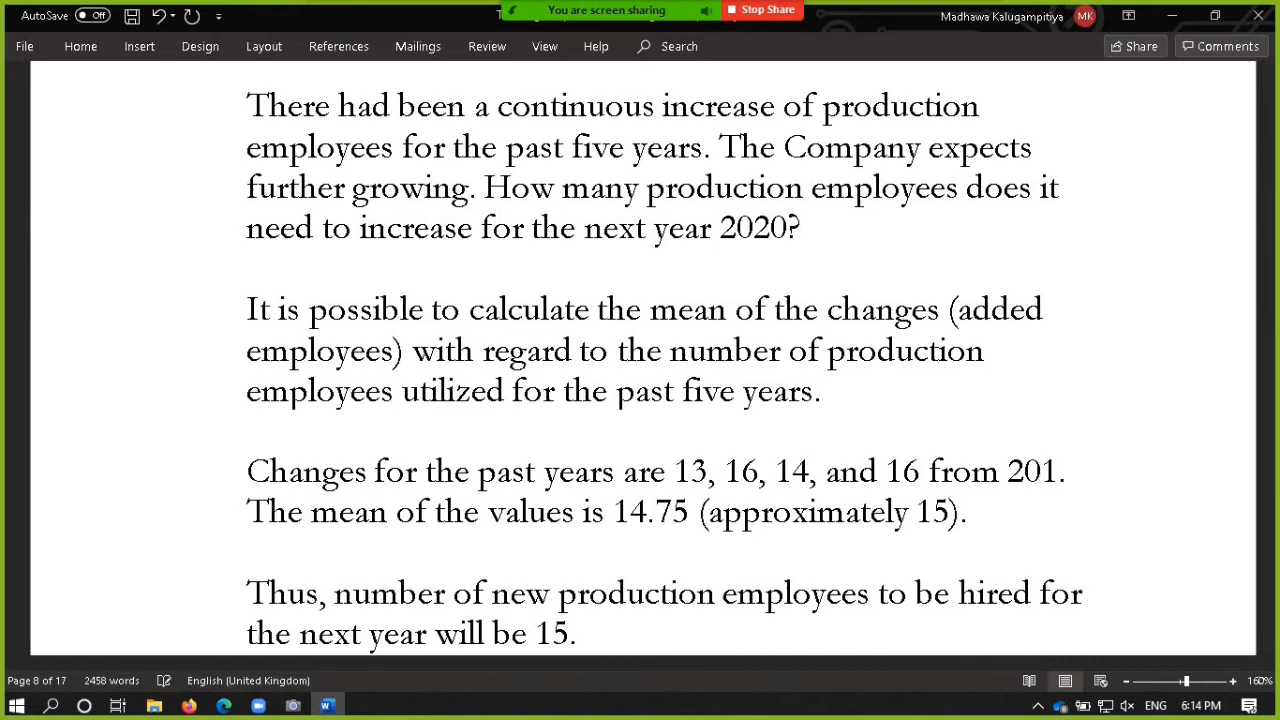 AutoSave Off
You are screen sharing
Stop Share
Madhawa Kalugampitiya MK
File Home Insert Design Layout References Mailings Review View Help Search Share Comments
There had been a continuous increase of production
employees for the past five years. The Company expects
further growing. How many production employees does it
need to increase for the next year 2020?
It is possible to calculate the mean of the changes (added
employees) with regard to the number of production
employees utilized for the past five years.
Changes for the past years are 13, 16, 14, and 16 from 201.
The mean of the values is 14.75 (approximately 15).
Thus, number of new production employees to be hired for
the next year will be 15.
Page 8 of 17 2458 words English (United Kingdom) 160%
ENG 6:14 PM